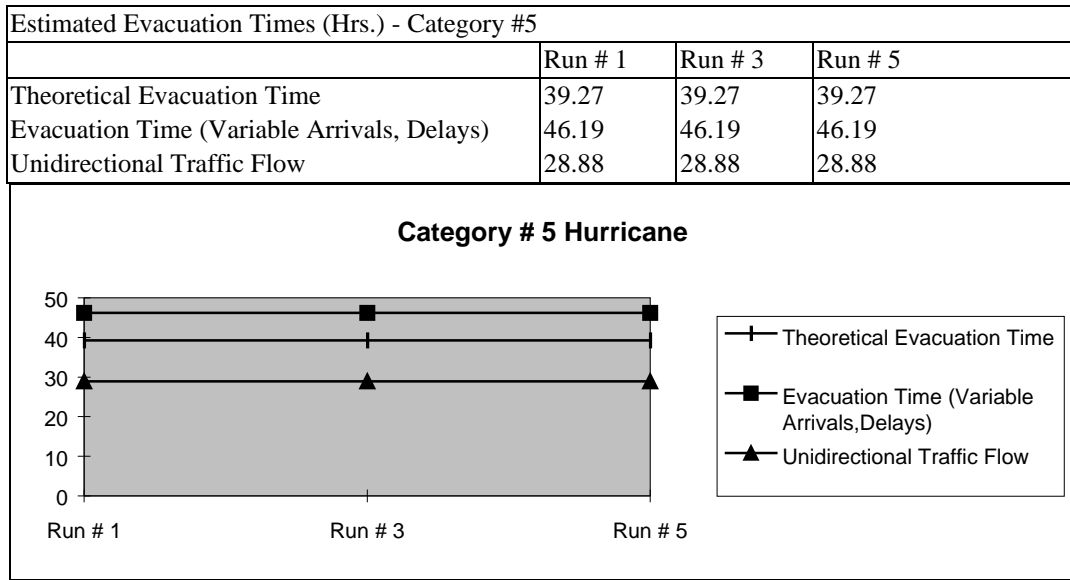 Estimated Evacuation Times (Hrs.) - Category #5
Run # 1 Run # 3 Run # 5
Theoretical Evacuation Time 39.27 39.27 39.27
Evacuation Time (Variable Arrivals, Delays) 46.19 46.19 46.19
Unidirectional Traffic Flow 28.88 28.88 28.88
Category # 5 Hurricane
50
40
30
20
10
0
Run # 1 Run # 3 Run # 5
Theoretical Evacuation Time
Evacuation Time (Variable
Arrivals,Delays)
Unidirectional Traffic Flow